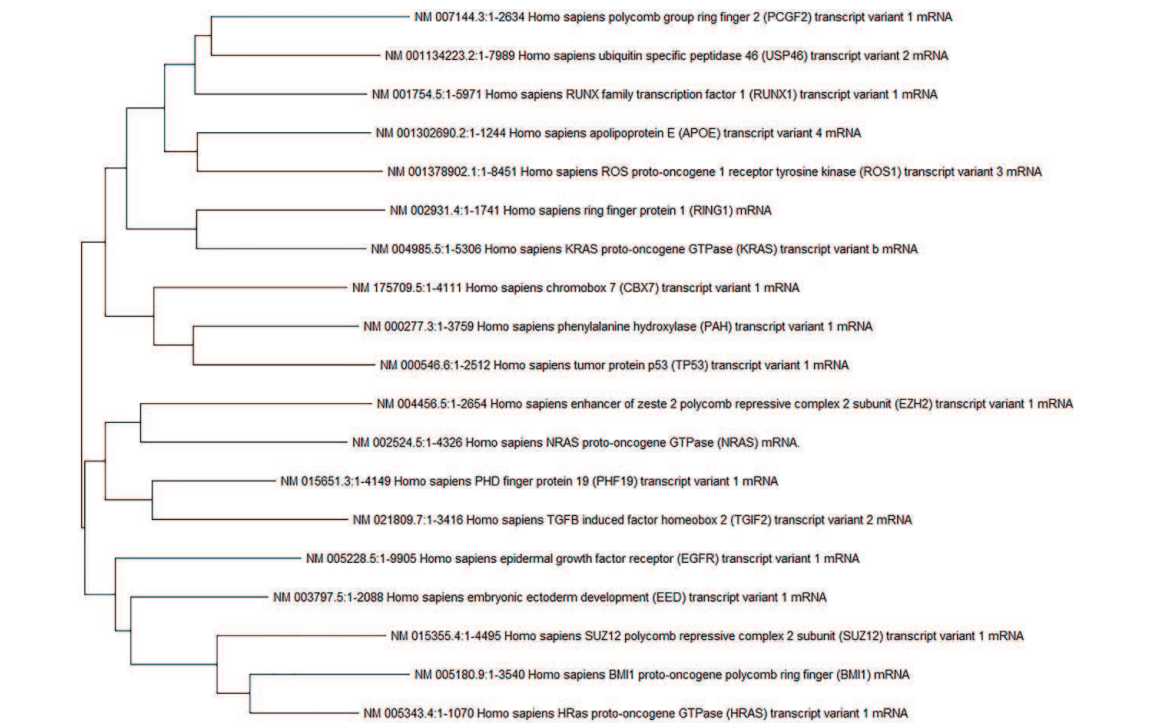 NM 007144.3:1-2634 Homo sapiens polycomb group ring finger 2 (PCGF2) transcript variant 1 mRNA
NM 001134223.2:1-7989 Homo sapiens ubiquitin specific peptidase 46 (USP46) transcript variant 2 mRNA
NM 001754.5:1-5971 Homo sapiens RUNX family transcription factor 1 (RUNX1) transcript variant 1 mRNA
NM 001302690.2:1-1244 Homo sapiens apolipoprotein E (APOE) transcript variant 4 mRNA
NM 001378902.1:1-8451 Homo sapiens ROS proto-oncogene 1 receptor tyrosine kinase (ROS1) transcript variant 3 mRNA
NM 002931.4:1-1741 Homo sapiens ring finger protein 1 (RING1) mRNA
NM 004985.5:1-5306 Homo sapiens KRAS proto-oncogene GTPase (KRAS) transcript variant b mRNA
NM 175709.5:1-4111 Homo sapiens chromobox 7 (CBX7) transcript variant 1 mRNA
NM 000277.3:1-3759 Homo sapiens phenylalanine hydroxylase (PAH) transcript variant 1 mRNA
NM 000546.6:1-2512 Homo sapiens tumor protein p53 (TP53) transcript variant 1 mRNA
NM 004456.5:1-2654 Homo sapiens enhancer of zeste 2 polycomb repressive complex 2 subunit (EZH2) transcript variant 1 mRNA
NM 002524.5:1-4326 Homo sapiens NRAS proto-oncogene GTPase (NRAS) mRNA.
NM 015651.3:1-4149 Homo sapiens PHD finger protein 19 (PHF19) transcript variant 1 mRNA
NM 021809.7:1-3416 Homo sapiens TGFB induced factor homeobox 2 (TGIF2) transcript variant 2 mRNA
NM 005228.5:1-9905 Homo sapiens epidermal growth factor receptor (EGFR) transcript variant 1 mRNA
NM 003797.5:1-2088 Homo sapiens embryonic ectoderm development (EED) transcript variant 1 mRNA
NM 015355.4:1-4495 Homo sapiens SUZ12 polycomb repressive complex 2 subunit (SUZ12) transcript variant 1 mRNA
NM 005180.9:1-3540 Homo sapiens BMI1 proto-oncogene polycomb ring finger (BMI1) mRNA
NM 005343.4:1-1070 Homo sapiens HRas proto-oncogene GTPase (HRAS) transcript variant 1 mRNA